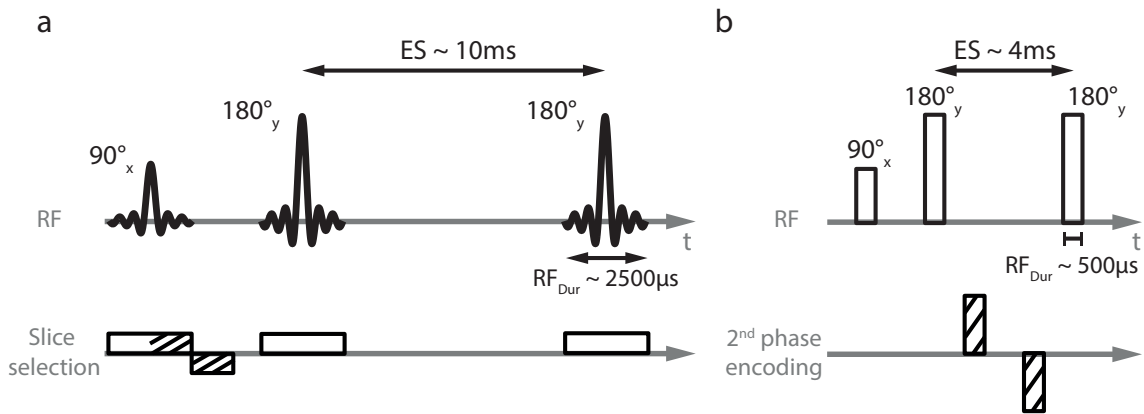 a
ES ~ 10ms
180°y
180°y
90°x
RF
t
RFDur ~ 2500µs
Slice
selection
b
ES ~ 4ms
180°y
180°y
90°x
RF
t
RFDur ~ 500µs
2nd phase
encoding